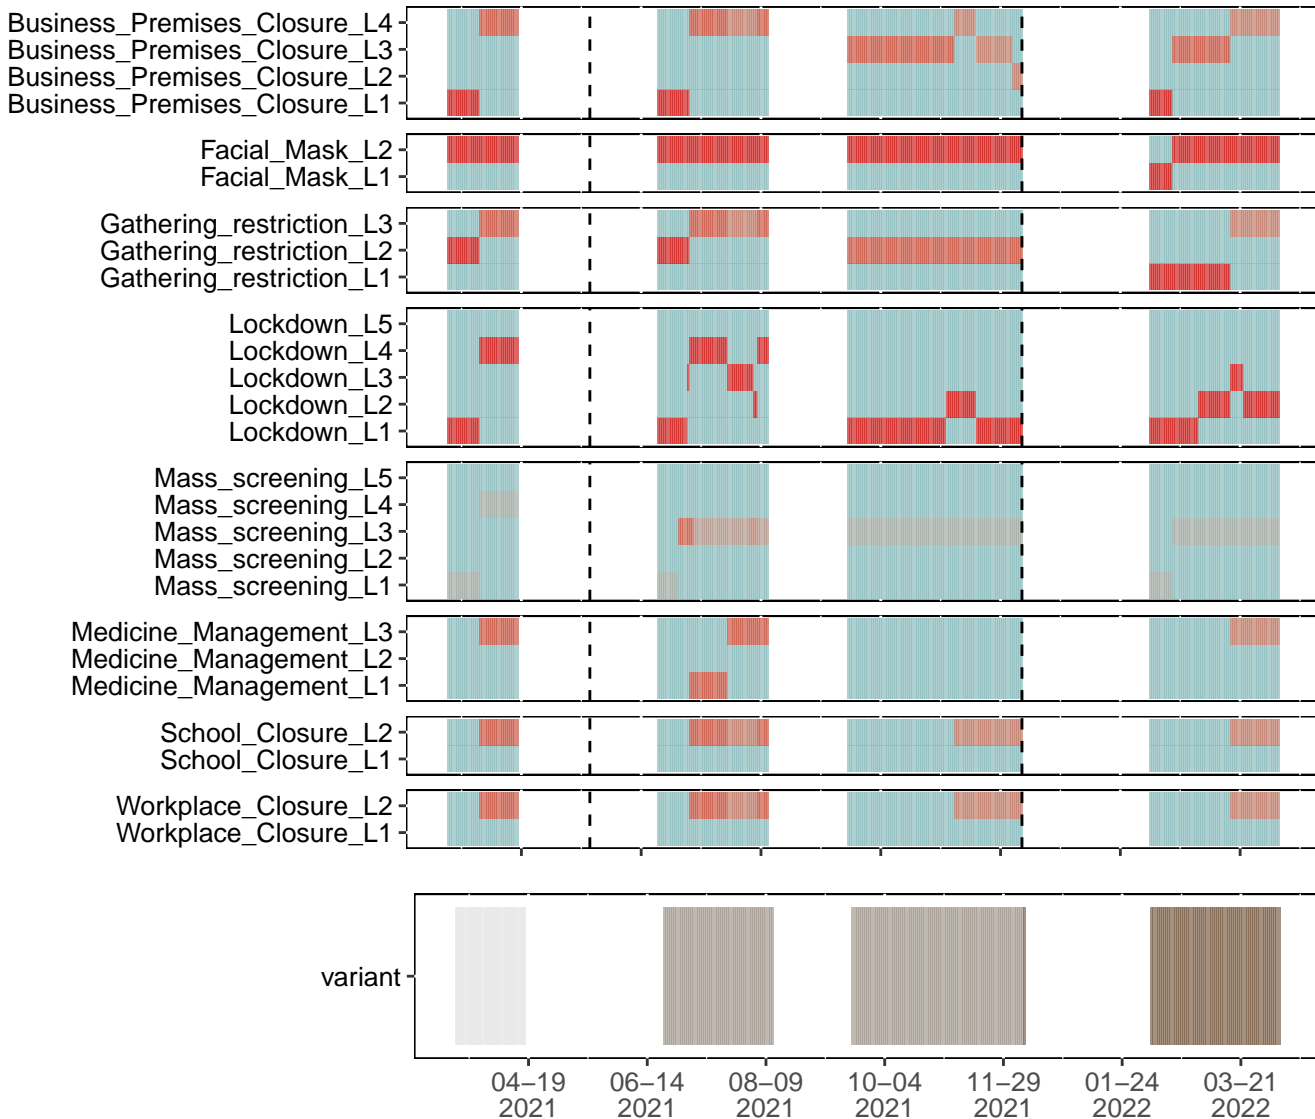 Business_Premises_Closure_L4
Business_Premises_Closure_L3
Business_Premises_Closure_L2
Business_Premises_Closure_L1
Facial_Mask_L2
Facial_Mask_L1
Gathering_restriction_L3
Gathering_restriction_L2
Gathering_restriction_L1
Lockdown_L5
Lockdown_L4
Lockdown_L3
Lockdown_L2
Lockdown_L1
Mass_screening_L5
Mass_screening_L4
Mass_screening_L3
Mass_screening_L2
Mass_screening_L1
Medicine_Management_L3
Medicine_Management_L2
Medicine_Management_L1
School_Closure_L2
School_Closure_L1
Workplace_Closure_L2
Workplace_Closure_L1
variant
04–19 06–14 08–09 10–04 11–29 01–24 03–21
2021 2021 2021 2021 2021 2022 2022